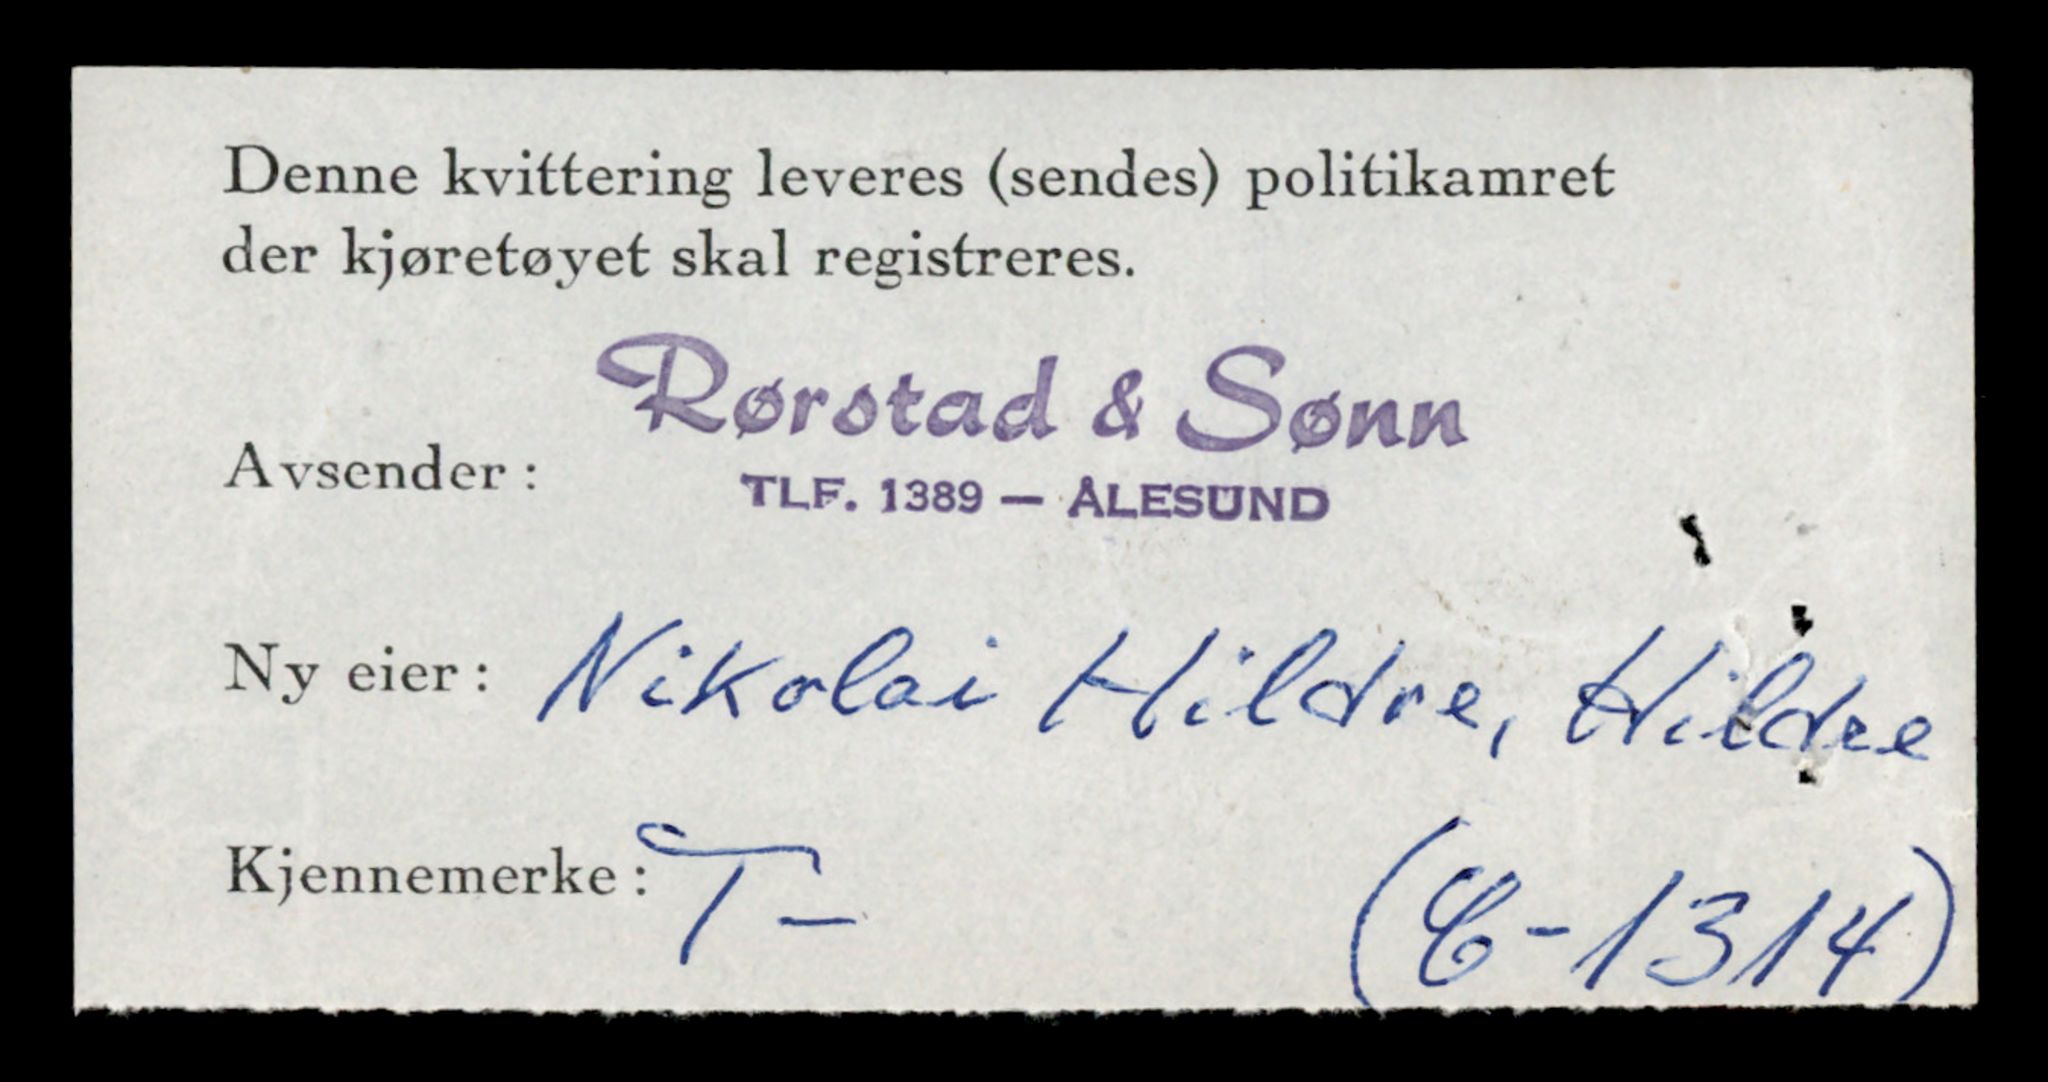 Denne kvittering leveres (sendes) politikamret
der kjøretøyet skal registreres.
Rørstad & Sønn
Avsender:
TLF. 1389 — ÅLESUND
Ny eier: Nikolai Hildre, Hildre
Kjennemerke: T-
(C-1314)